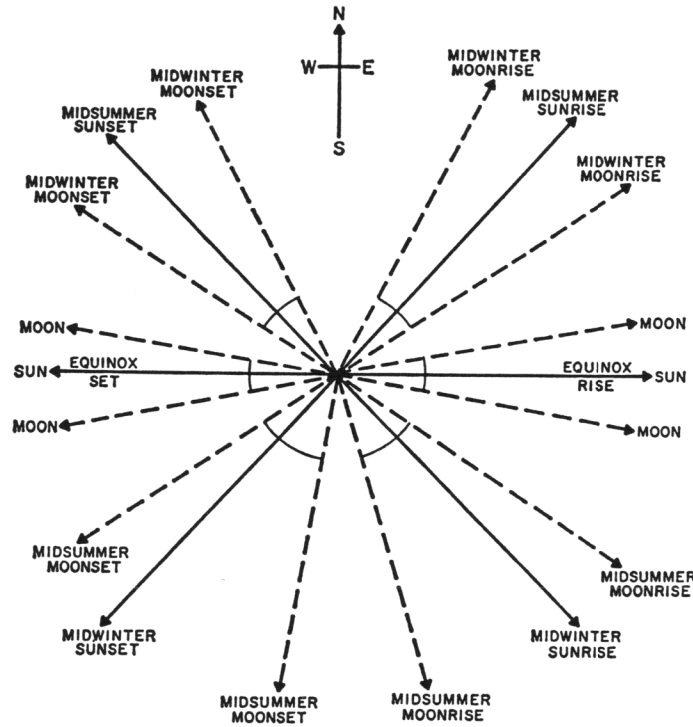 N
W E
S
MIDWINTER
MOONSET
MIDWINTER
MOONRISE
MIDSUMMER
SUNSET
MIDSUMMER
SUNRISE
MIDWINTER
MOONSET
MIDWINTER
MOONRISE
MOON
MOON
SUN
EQUINOX
SET
EQUINOX
RISE
SUN
MOON
MOON
MIDSUMMER
MOONSET
MIDSUMMER
MOONRISE
MIDWINTER
SUNSET
MIDWINTER
SUNRISE
MIDSUMMER
MOONSET
MIDSUMMER
MOONRISE